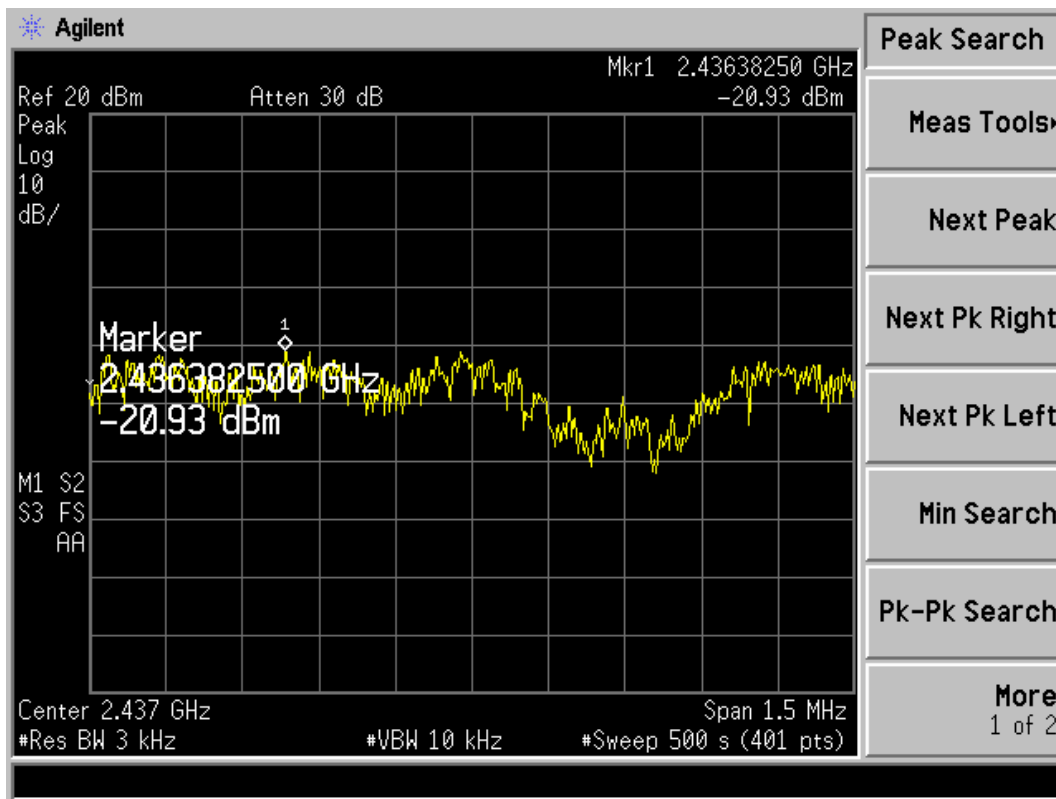 Agilent
Peak Search
Mkr1 2.43638250 GHz
Ref 20 dBm Atten 30 dB -20.93 dBm
Peak
Log
10
dB/
1
Marker
2.436382500 GHz
-20.93 dBm
M1 S2
S3 FS
AA
Center 2.437 GHz Span 1.5 MHz
#Res BW 3 kHz #VBW 10 kHz #Sweep 500 s (401 pts)
Meas Tools
Next Peak
Next Pk Right
Next Pk Left
Min Search
Pk-Pk Search
More
1 of 2